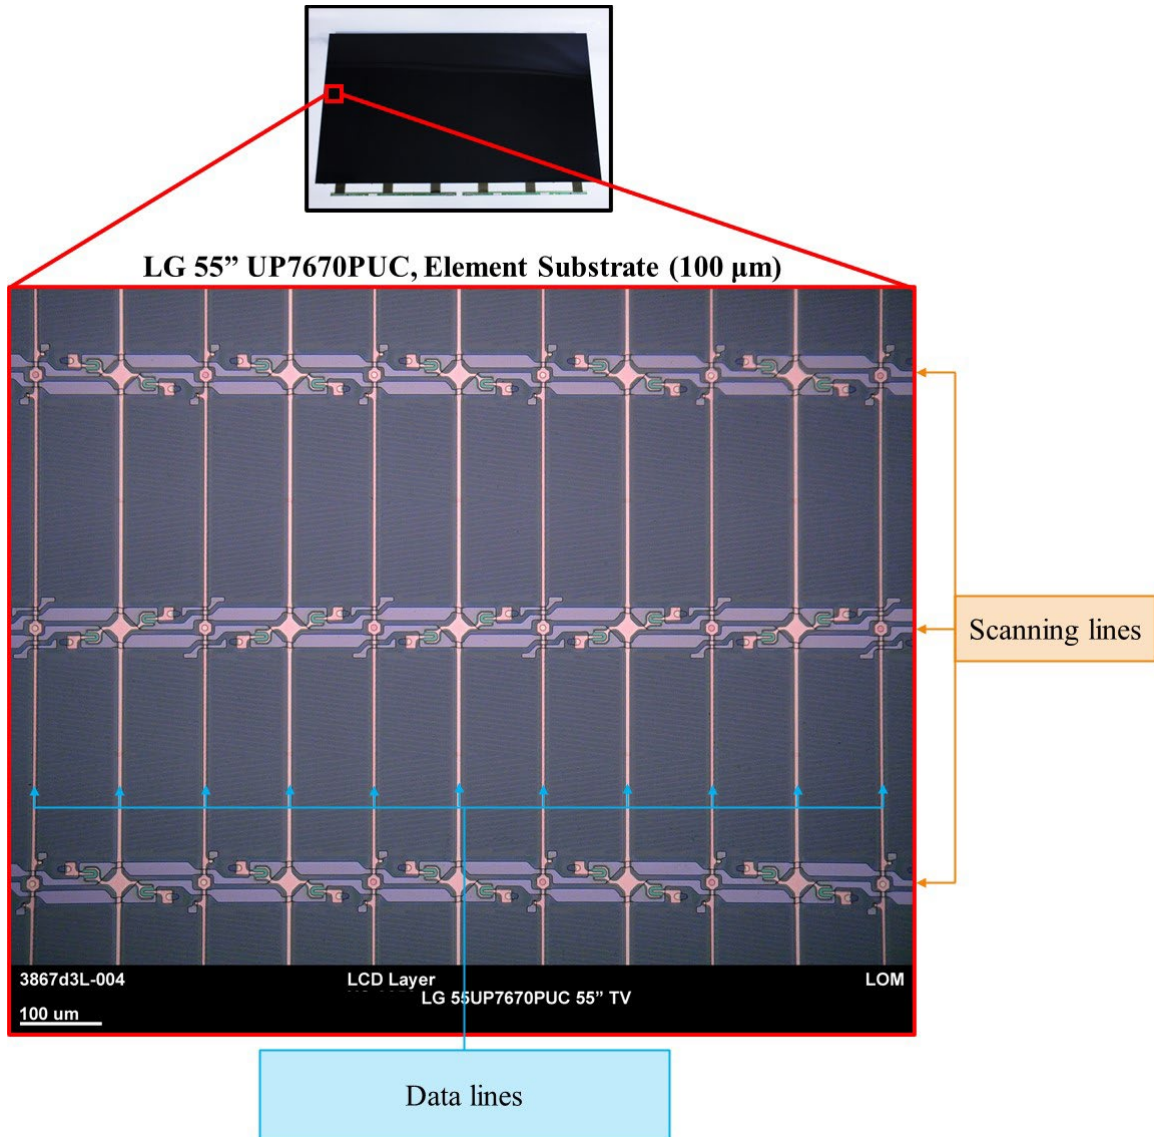 LG 55” UP7670PUC, Element Substrate (100 μm)
Scanning lines
3867d3L-004
LCD Layer
LOM
LG 55UP7670PUC 55” TV
100 um
Data lines